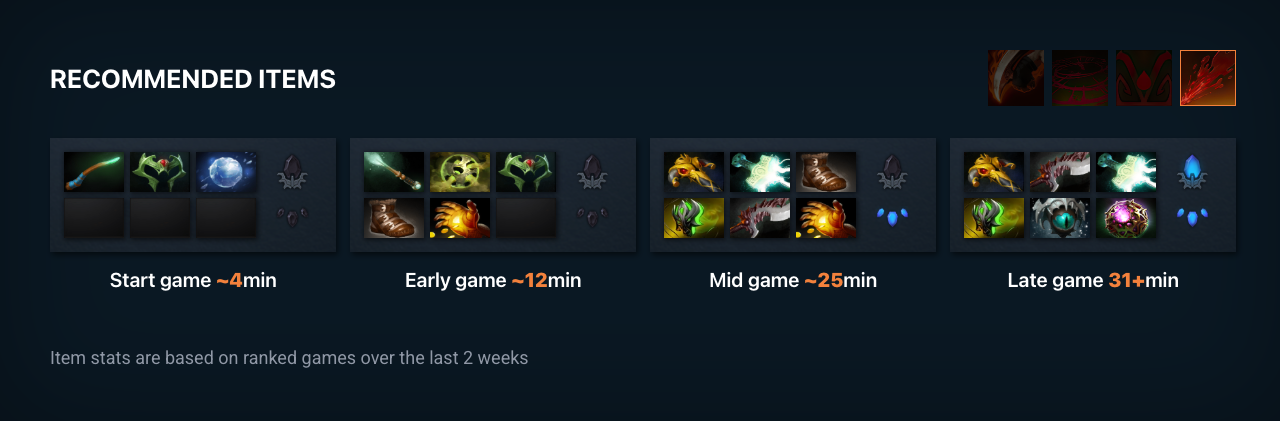 RECOMMENDED ITEMS
Start game ~4min
Early game ~12min
Mid game ~25min
Late game 31+min
Item stats are based on ranked games over the last 2 weeks